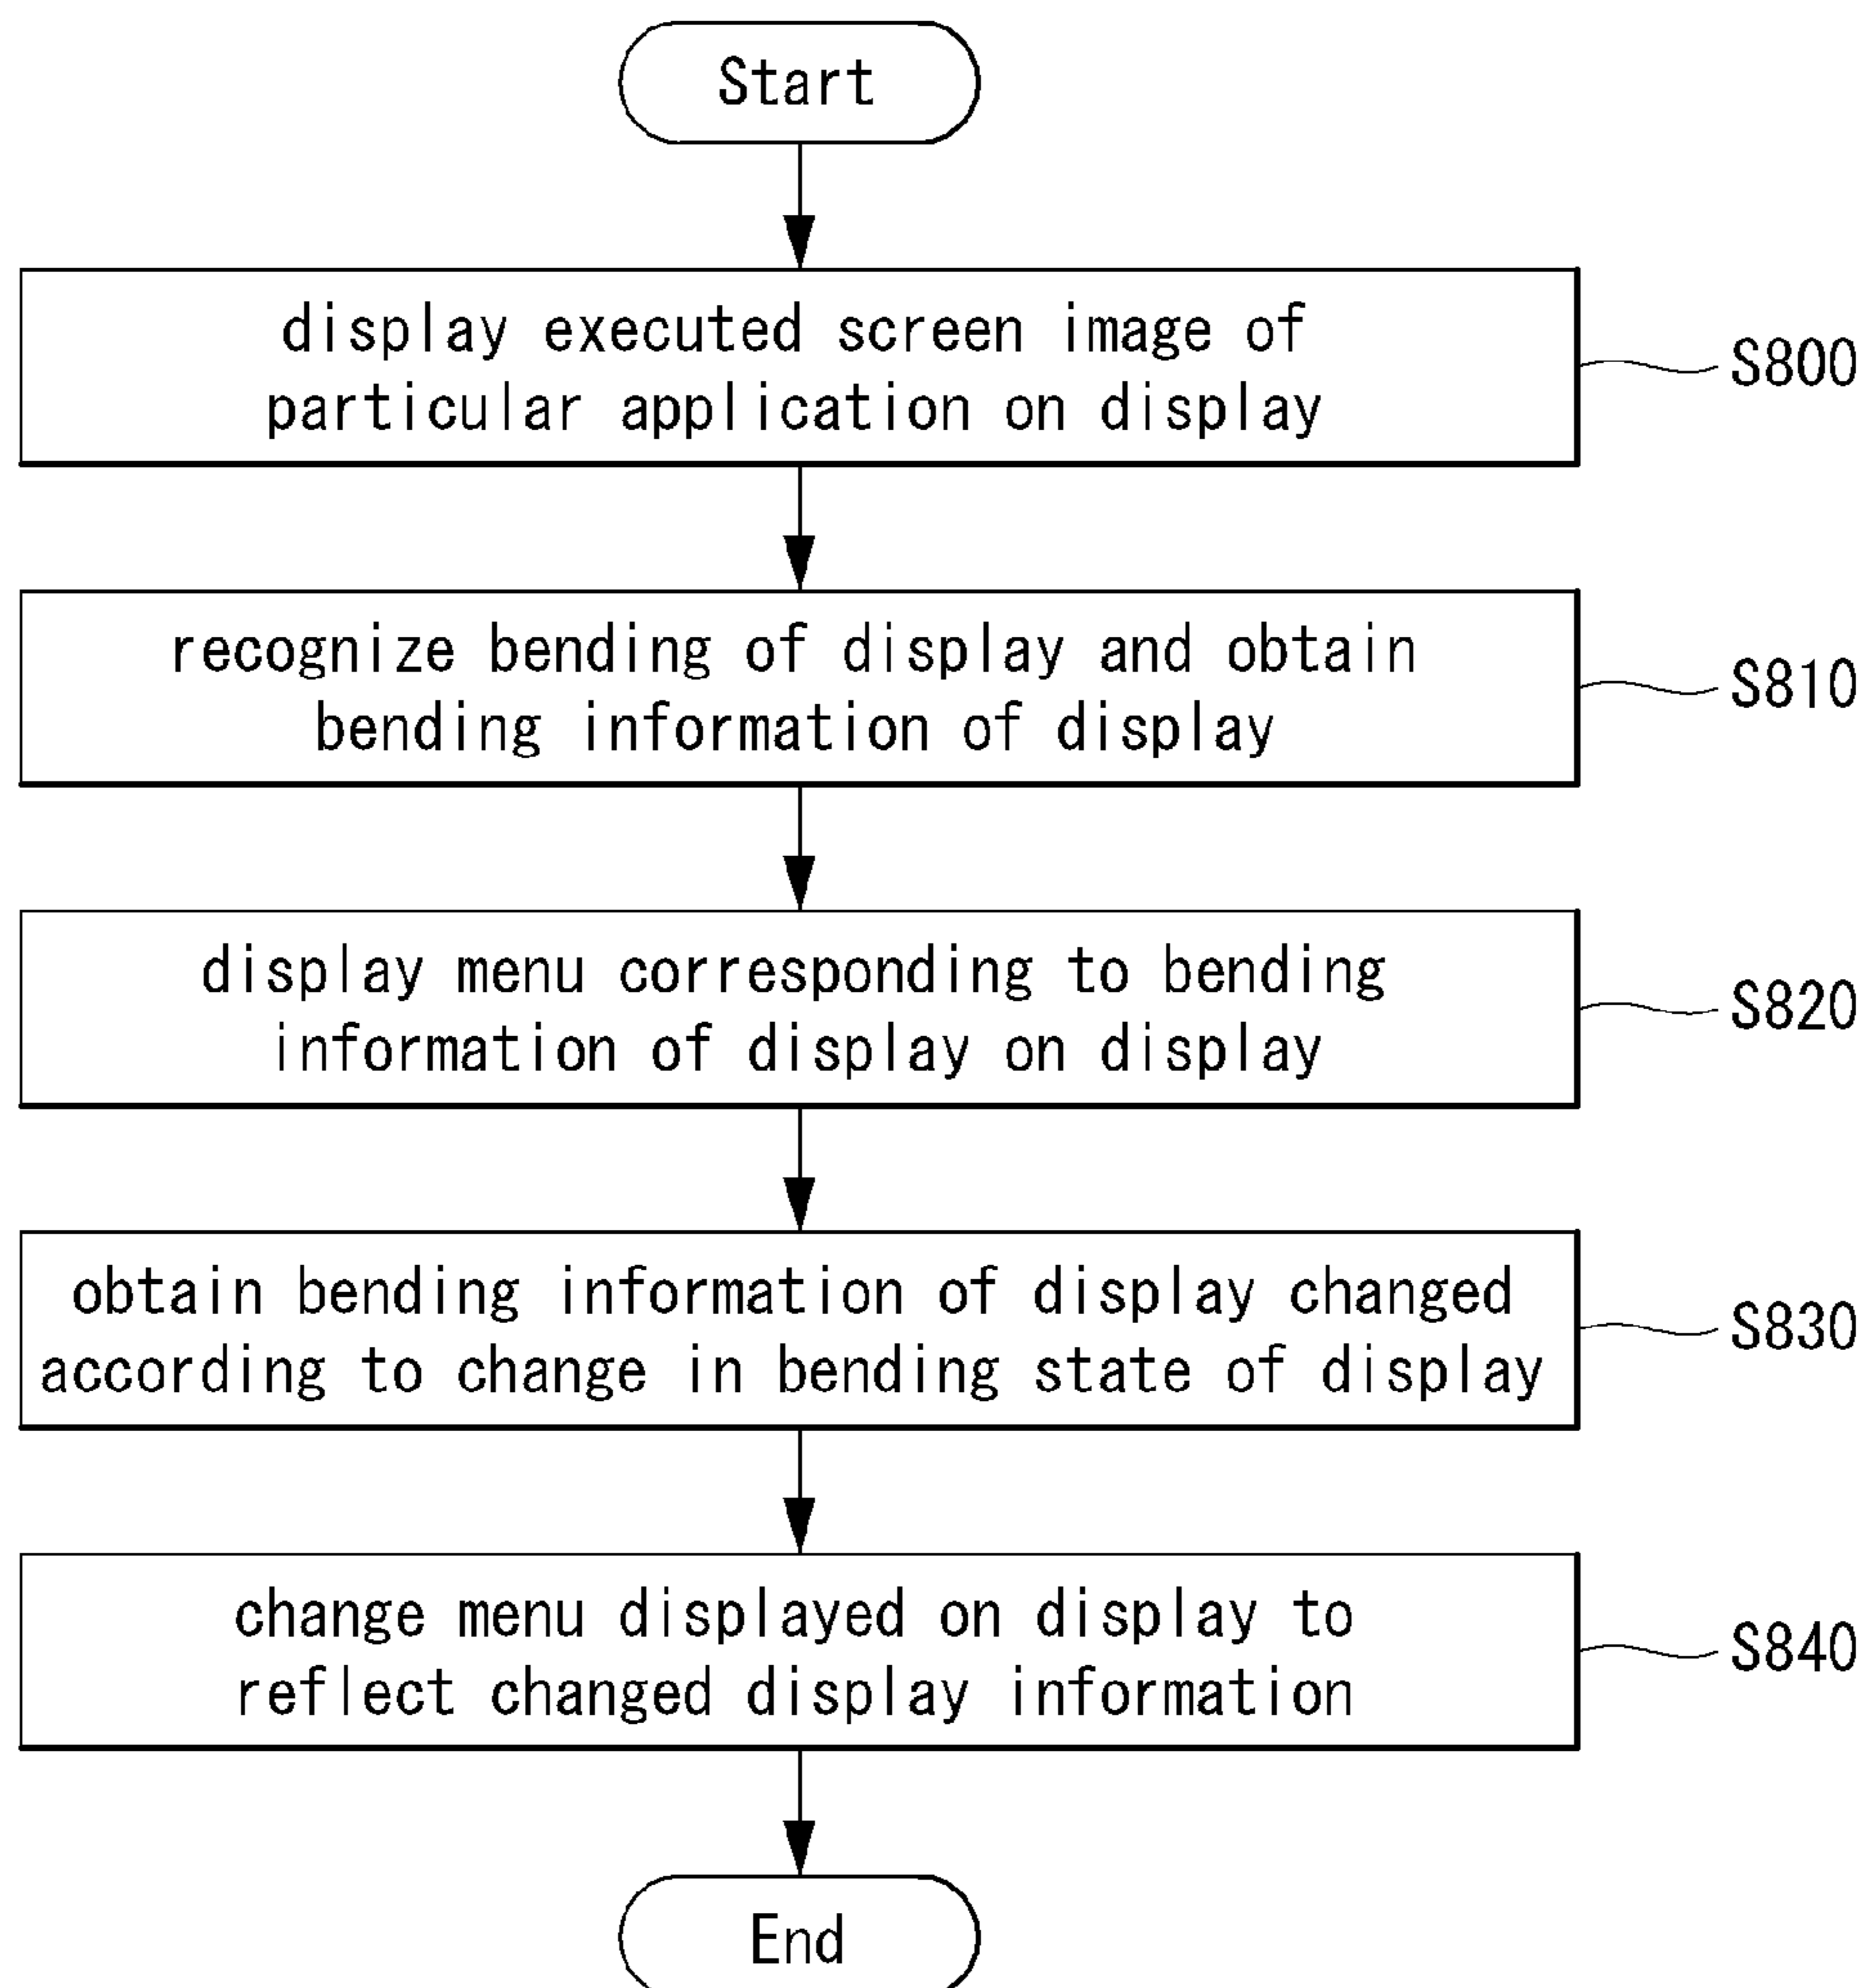 Start
display executed screen image of
particular application on display
S800
recognize bending of display and obtain
bending information of display
S810
display menu corresponding to bending
information of display on display
S820
obtain bending information of display changed
according to change in bending state of display
S830
change menu displayed on display to
reflect changed display information
S840
End